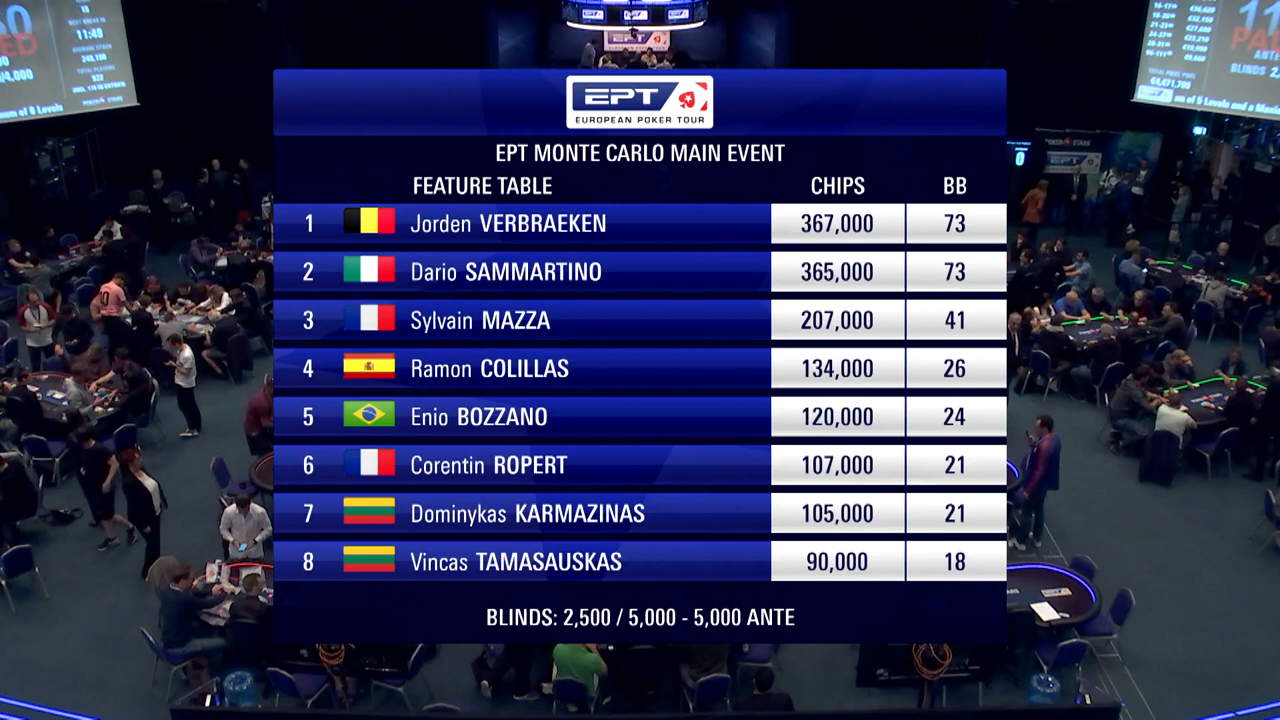 11:49
EPT
EUROPEAN POKER TOUR
EPT MONTE CARLO MAIN EVENT
FEATURE TABLE CHIPS BB
1 Jorden VERBRAEKEN 367,000 73
2 Dario SAMMARTINO 365,000 73
3 Sylvain MAZZA 207,000 41
4 Ramon COLILLAS 134,000 26
5 Enio BOZZANO 120,000 24
6 Corentin ROPERT 107,000 21
7 Dominykas KARMAZINAS 105,000 21
8 Vincas TAMASAUSKAS 90,000 18
BLINDS: 2,500 / 5,000 - 5,000 ANTE